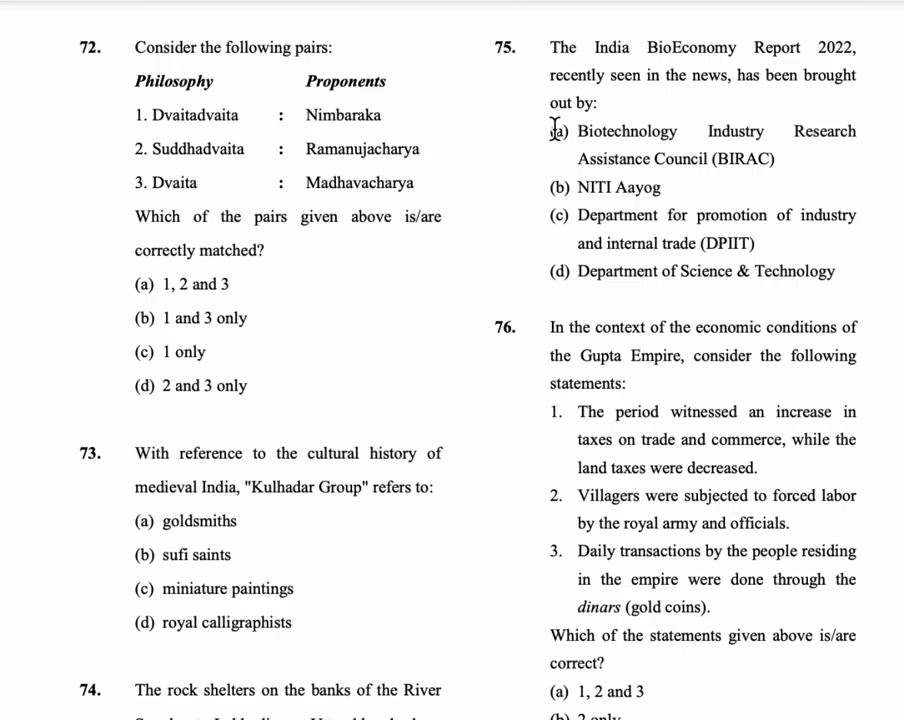 72. Consider the following pairs:
Philosophy Proponents
1. Dvaitadvaita : Nimbaraka
2. Suddhadvaita : Ramanujacharya
3. Dvaita : Madhavacharya
Which of the pairs given above is/are
correctly matched?
(a) 1, 2 and 3
(b) 1 and 3 only
(c) 1 only
(d) 2 and 3 only
73. With reference to the cultural history of
medieval India, "Kulhadar Group" refers to:
(a) goldsmiths
(b) sufi saints
(c) miniature paintings
(d) royal calligraphists
74. The rock shelters on the banks of the River
75. The India BioEconomy Report 2022,
recently seen in the news, has been brought
out by:
(a) Biotechnology Industry Research
Assistance Council (BIRAC)
(b) NITI Aayog
(c) Department for promotion of industry
and internal trade (DPIIT)
(d) Department of Science & Technology
76. In the context of the economic conditions of
the Gupta Empire, consider the following
statements:
1. The period witnessed an increase in
taxes on trade and commerce, while the
land taxes were decreased.
2. Villagers were subjected to forced labor
by the royal army and officials.
3. Daily transactions by the people residing
in the empire were done through the
dinars (gold coins).
Which of the statements given above is/are
correct?
(a) 1, 2 and 3
(b) 2 only